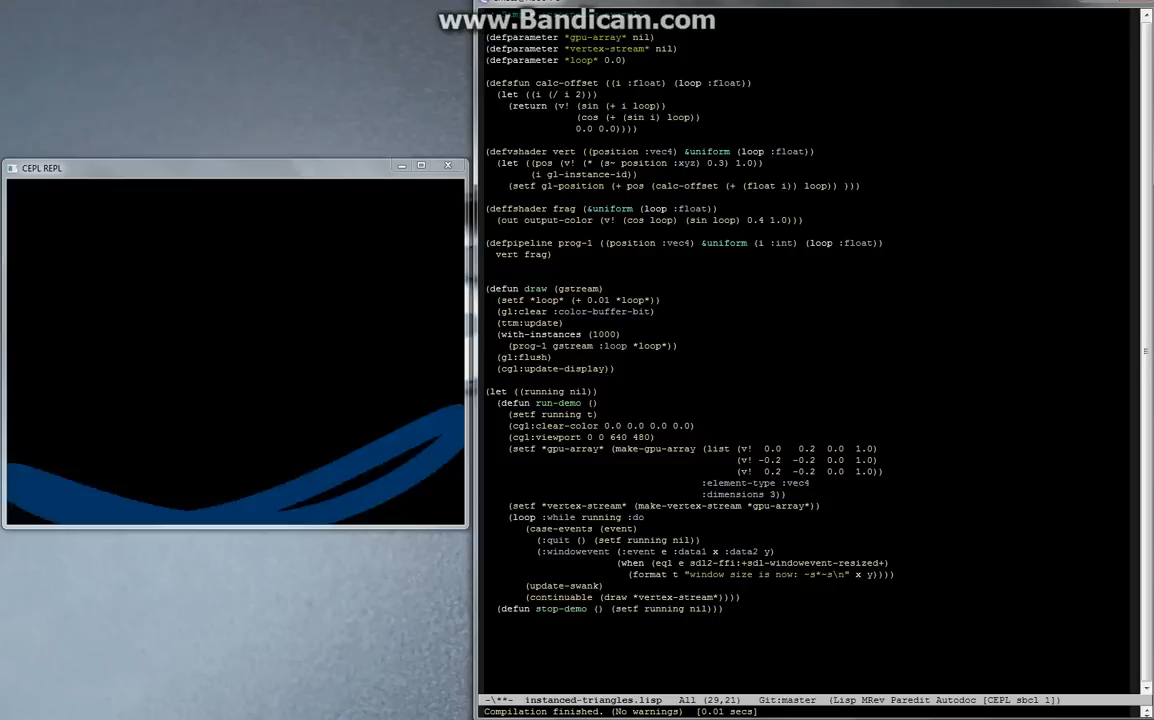 www.Bandicam.com
(defparameter *gpu-array* nil)
(defparameter *vertex-stream* nil)
(defparameter *loop* 0.0)
(defsfun calc-offset ((i :float) (loop :float))
(let ((i (/ i 2)))
(return (v! (sin (+ i loop))
(cos (+ (sin i) loop))
0.0 0.0))))
(defvshader vert ((position :vec4) &uniform (loop :float))
(let ((pos (v! (* (s~ position :xyz) 0.3) 1.0))
(i gl-instance-id))
(setf gl-position (+ pos (calc-offset (+ (float i)) loop)) )))
(deffshader frag (&uniform (loop :float))
(out output-color (v! (cos loop) (sin loop) 0.4 1.0)))
(defpipeline prog-1 ((position :vec4) &uniform (i :int) (loop :float))
vert frag)
CEPL REPL
(defun draw (gstream)
(setf *loop* (+ 0.01 *loop*))
(gl:clear :color-buffer-bit)
(ttm:update)
(with-instances (1000)
(prog-1 gstream :loop *loop*))
(gl:flush)
(cgl:update-display))
(let ((running nil))
(defun run-demo ()
(setf running t)
(cgl:clear-color 0.0 0.0 0.0 0.0)
(cgl:viewport 0 0 640 480)
(setf *gpu-array* (make-gpu-array (list (v!  0.0  0.2  0.0  1.0)
(v! -0.2  -0.2  0.0  1.0)
(v!  0.2  -0.2  0.0  1.0))
:element-type :vec4
:dimensions 3))
(setf *vertex-stream* (make-vertex-stream *gpu-array*))
(loop :while running :do
(case-events (event)
(:quit () (setf running nil))
(:windowevent (:event e :data1 x :data2 y)
(when (eql e sdl2-ffi:+sdl-windowevent-resized+)
(format t "window size is now: ~s*~s\n" x y))))
(update-swank)
(continuable (draw *vertex-stream*))))
(defun stop-demo () (setf running nil)))
-\**-  instanced-triangles.lisp   All (29,21)   Git:master  (Lisp MRev Paredit Autodoc [CEPL sbcl 1])
Compilation finished. (No warnings)  [0.01 secs]